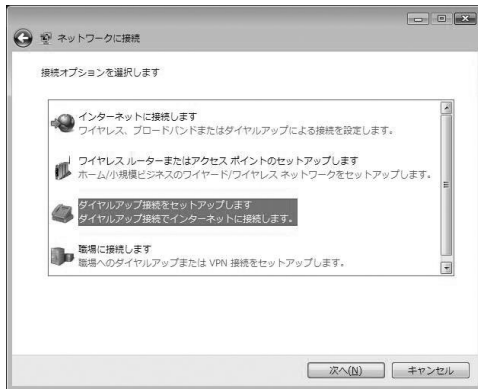 ネットワークに接続
接続オプションを選択します
インターネットに接続します
ワイヤレス、ブロードバンドまたはダイヤルアップによる接続を設定します。
ワイヤレス ルーターまたはアクセス ポイントのセットアップします
ホーム/小規模ビジネスのワイヤード/ワイヤレス ネットワークをセットアップします。
ダイヤルアップ接続をセットアップします
ダイヤルアップ接続でインターネットに接続します。
職場に接続します
職場へのダイヤルアップまたは VPN 接続をセットアップします。
次へ(N)
キャンセル